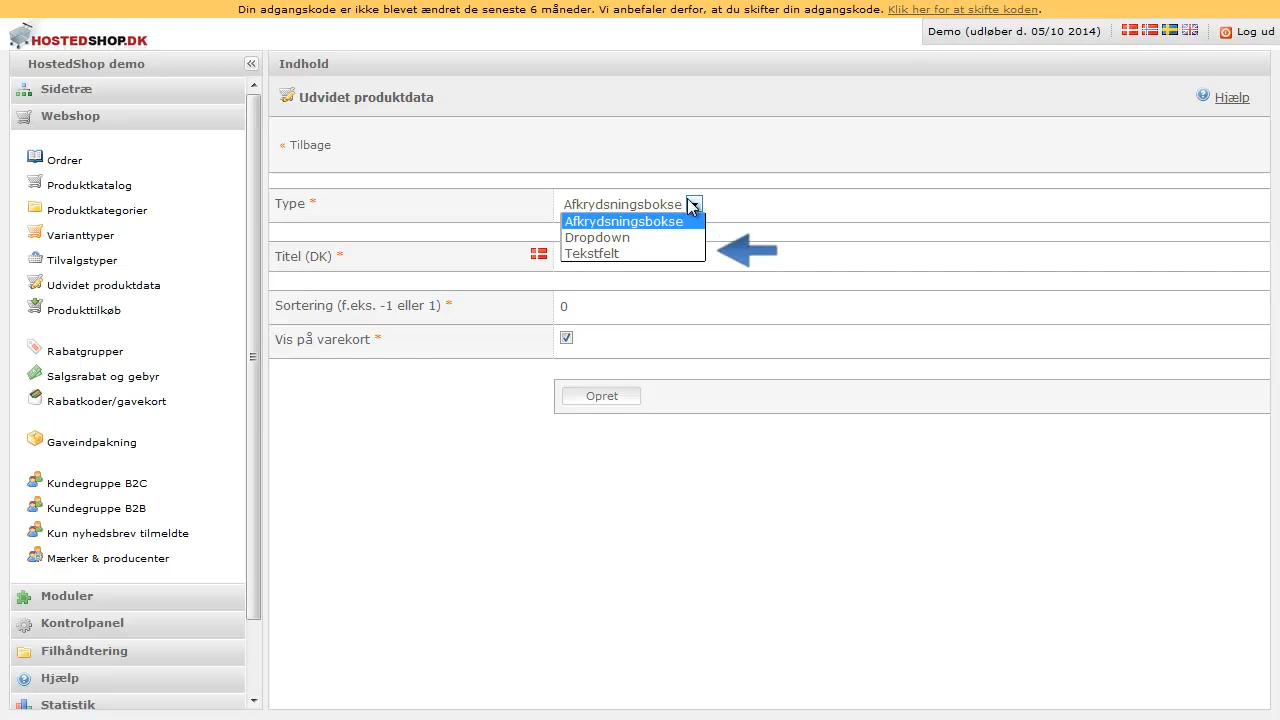 Din adgangskode er ikke blevet ændret de seneste 6 måneder. Vi anbefaler derfor, at du skifter din adgangskode. Klik her for at skifte koden.
HOSTEDSHOP.DK
Demo (udløber d. 05/10 2014)
Log ud
HostedShop demo
Indhold
Sidetræ
Udvidet produktdata
Hjælp
Webshop
« Tilbage
Ordrer
Produktkatalog
Produktkategorier
Varianttyper
Tilvalgstyper
Udvidet produktdata
Produkttilkøb
Rabatgrupper
Salgsrabat og gebyr
Rabatkoder/gavekort
Gaveindpakning
Kundegruppe B2C
Kundegruppe B2B
Kun nyhedsbrev tilmeldte
Mærker & producenter
Moduler
Kontrolpanel
Filhåndtering
Hjælp
Statistik
Type *
Afkrydsningsbokse
Afkrydsningsbokse
Dropdown
Tekstfelt
Titel (DK) *
Sortering (f.eks. -1 eller 1) *
0
Vis på varekort *
Opret